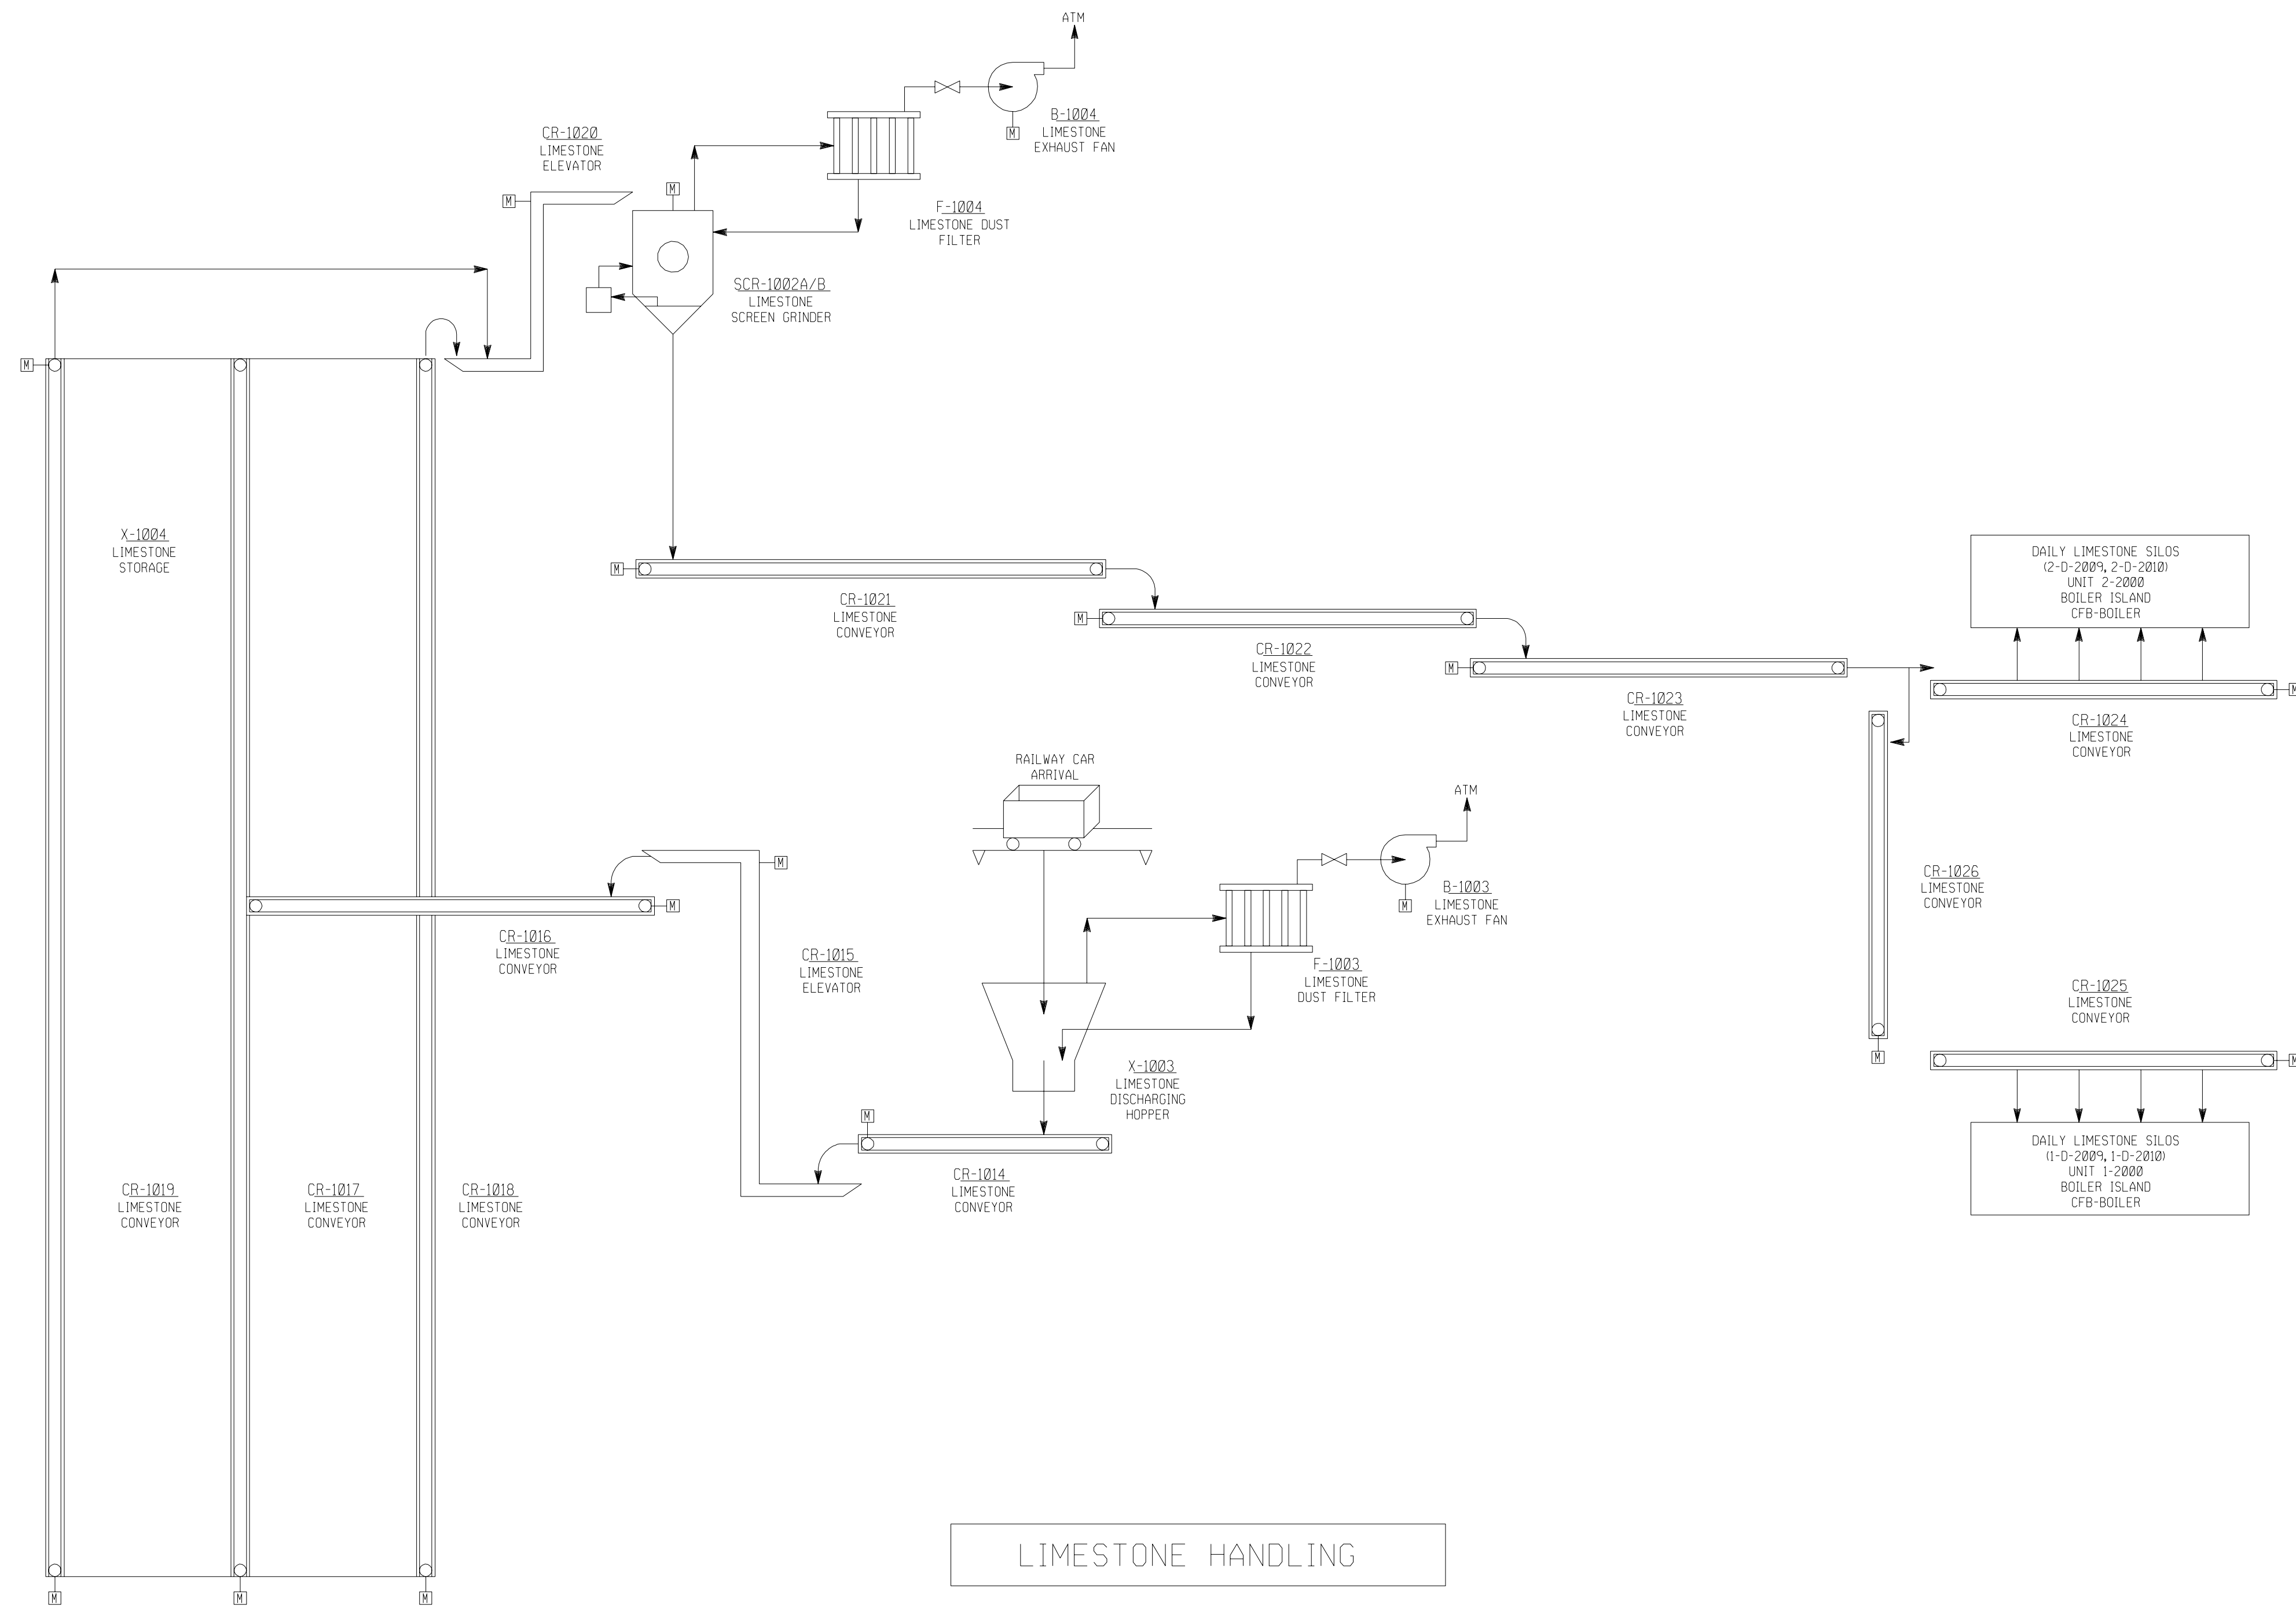 ATM
B-1004
LIMESTONE
EXHAUST FAN
M
CR-1020
LIMESTONE
ELEVATOR
M
M
F-1004
LIMESTONE DUST
FILTER
SCR-1002A/B
LIMESTONE
SCREEN GRINDER
M
X-1004
LIMESTONE
STORAGE
M
CR-1021
LIMESTONE
CONVEYOR
M
CR-1022
LIMESTONE
CONVEYOR
M
CR-1023
LIMESTONE
CONVEYOR
DAILY LIMESTONE SILOS
(2-D-2009, 2-D-2010)
UNIT 2-2000
BOILER ISLAND
CFB-BOILER
M
CR-1024
LIMESTONE
CONVEYOR
RAILWAY CAR
ARRIVAL
ATM
M
B-1003
LIMESTONE
EXHAUST FAN
M
CR-1026
LIMESTONE
CONVEYOR
M
CR-1016
LIMESTONE
CONVEYOR
CR-1015
LIMESTONE
ELEVATOR
F-1003
LIMESTONE
DUST FILTER
CR-1025
LIMESTONE
CONVEYOR
M
M
X-1003
LIMESTONE
DISCHARGING
HOPPER
M
CR-1014
LIMESTONE
CONVEYOR
DAILY LIMESTONE SILOS
(1-D-2009, 1-D-2010)
UNIT 1-2000
BOILER ISLAND
CFB-BOILER
CR-1019
LIMESTONE
CONVEYOR
CR-1017
LIMESTONE
CONVEYOR
CR-1018
LIMESTONE
CONVEYOR
LIMESTONE HANDLING
M
M
M